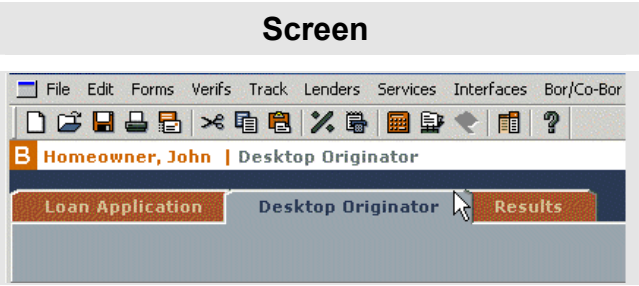 Screen
File Edit Forms Verifs Track Lenders Services Interfaces Bor/Co-Bor
B Homeowner, John | Desktop Originator
Loan Application Desktop Originator Results